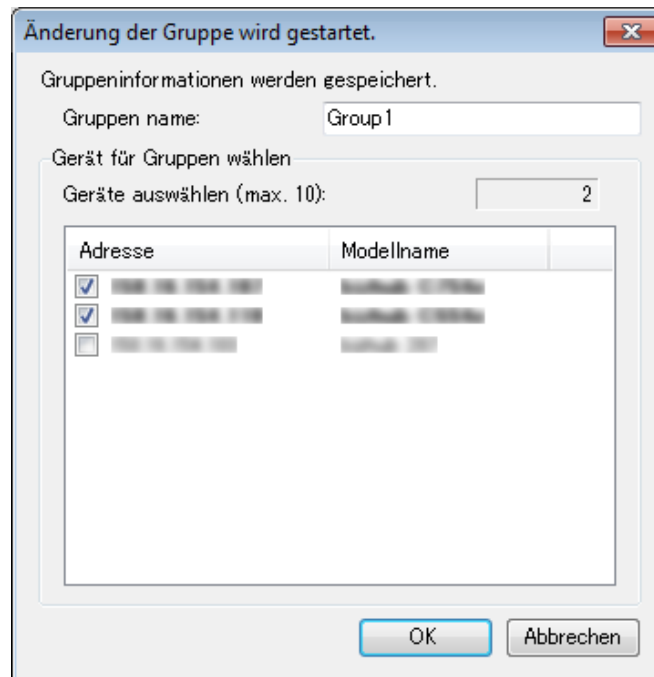 Änderung der Gruppe wird gestartet.
Gruppeninformationen werden gespeichert.
Gruppen name: Group1
Gerät für Gruppen wählen
Geräte auswählen (max. 10): 2
Adresse Modellname
OK Abbrechen